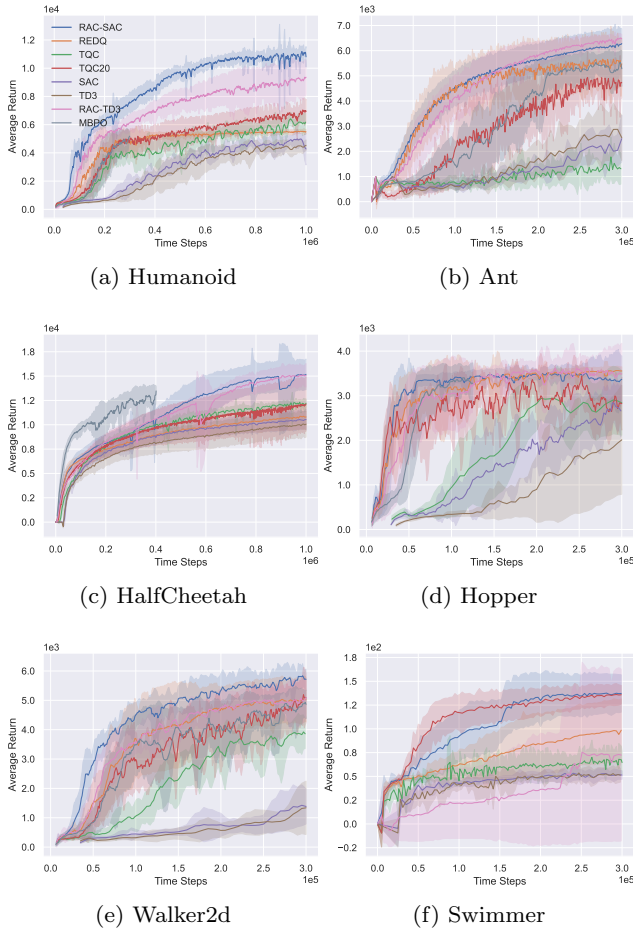 1e4
RAC-SAC
REDQ
TQC
TQC20
SAC
TD3
RAC-TD3
MBPO
Average Return
1.2
1.0
0.8
0.6
0.4
0.2
0.0
0.0 0.2 0.4 0.6 0.8 1.0
Time Steps 1e6
(a) Humanoid
1e3
Average Return
7.0
6.0
5.0
4.0
3.0
2.0
1.0
0.0
0.0 0.5 1.0 1.5 2.0 2.5 3.0
Time Steps 1e5
(b) Ant
1e4
Average Return
1.8
1.5
1.2
1.0
0.8
0.5
0.2
0.0
0.0 0.2 0.4 0.6 0.8 1.0
Time Steps 1e6
(c) HalfCheetah
1e3
Average Return
4.0
3.0
2.0
1.0
0.0
0.0 0.5 1.0 1.5 2.0 2.5 3.0
Time Steps 1e5
(d) Hopper
1e3
Average Return
6.0
5.0
4.0
3.0
2.0
1.0
0.0
0.0 0.5 1.0 1.5 2.0 2.5 3.0
Time Steps 1e5
(e) Walker2d
1e2
Average Return
1.8
1.5
1.2
1.0
0.8
0.5
0.2
0.0
−0.2
0.0 0.5 1.0 1.5 2.0 2.5 3.0
Time Steps 1e5
(f) Swimmer